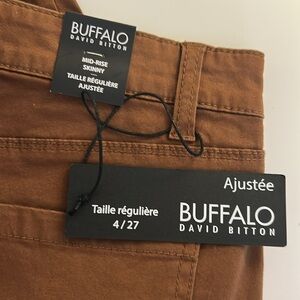 BUFFALO
DAVID BITTON
MID-RISE
SKINNY
TAILLE RÉGULIÈRE
AJUSTÉE
Ajustée
Taille régulière
4 / 27
BUFFALO
DAVID BITTON